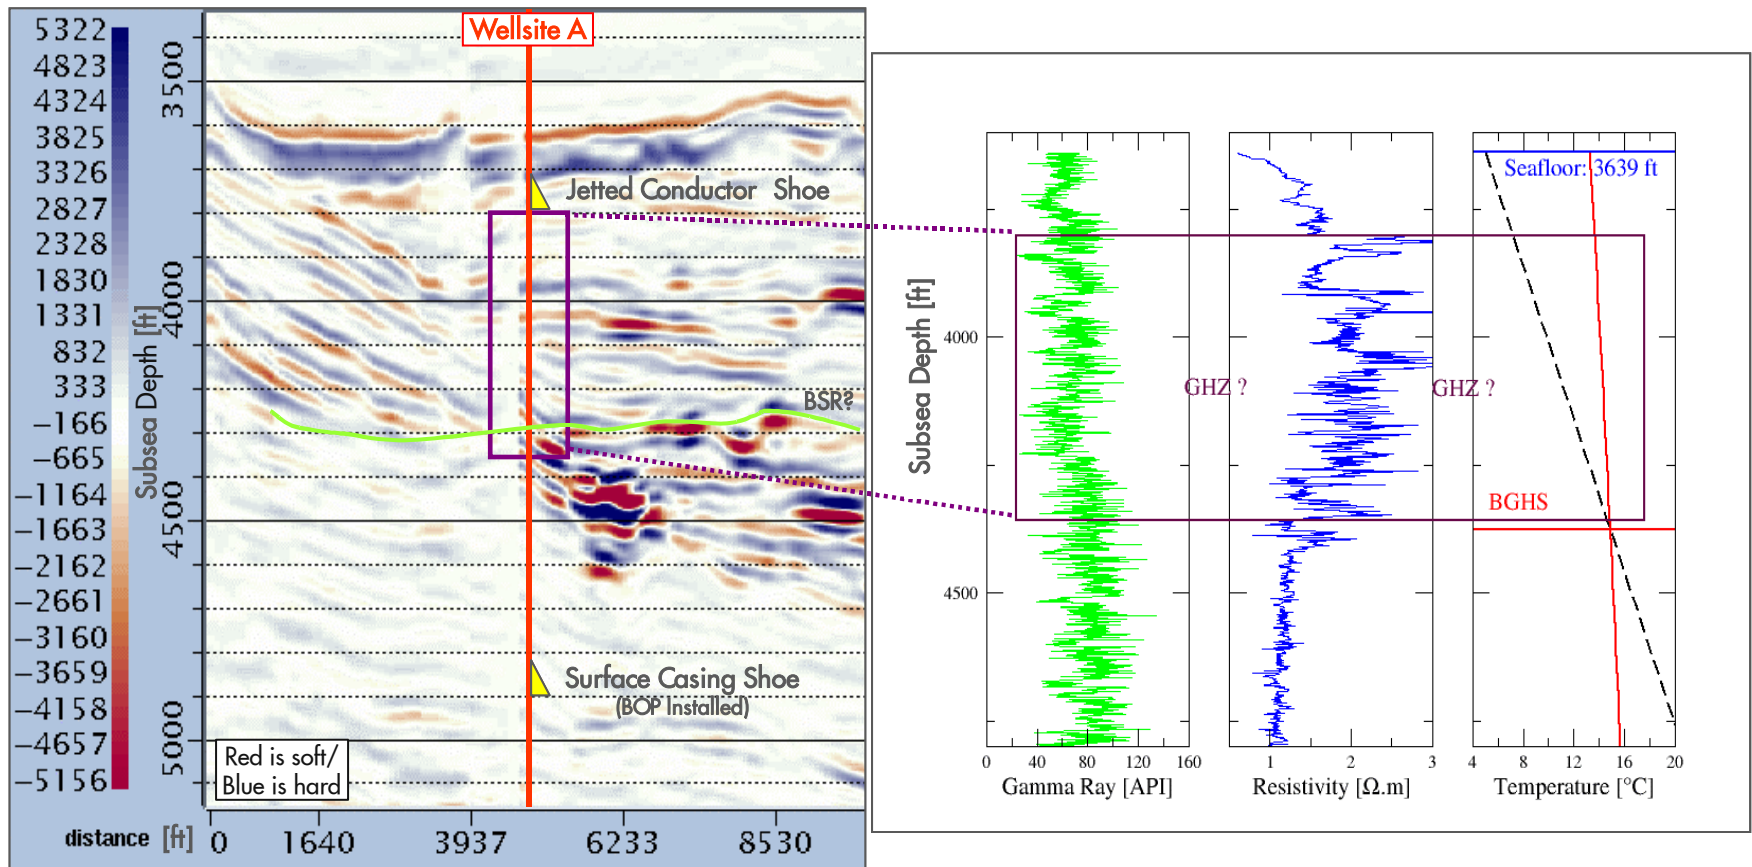 Wellsite A
5322
4823
4324
3825
3326
2827
2328
1830
1331
832
333
−166
−665
−1164
−1663
−2162
−2661
−3160
−3659
−4158
−4657
−5156
Subsea Depth [ft]
3500
4000
4500
5000
Jetted Conductor Shoe
BSR?
Surface Casing Shoe
(BOP Installed)
Red is soft/
Blue is hard
distance [ft] 0 1640 3937 6233 8530
Subsea Depth [ft]
4000
4500
Seafloor: 3639 ft
GHZ ?
GHZ ?
BGHS
0 40 80 120 160
Gamma Ray [API]
1 2 3
Resistivity [Ω.m]
4 8 12 16 20
Temperature [°C]